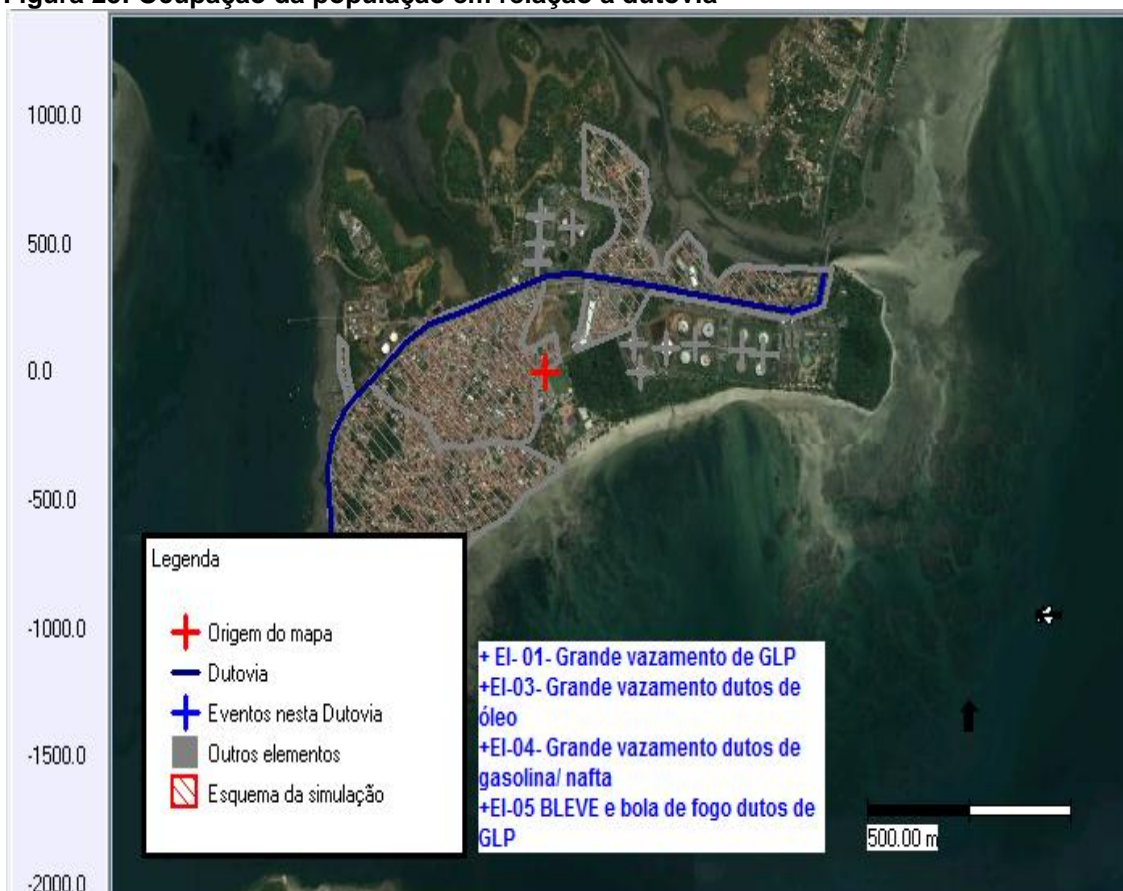 Figura 25. Ocupação da população em relação à dutovia
1000.0
500.0
0.0
-500.0
-1000.0
-1500.0
-2000.0
Legenda
Origem do mapa
Dutovia
Eventos nesta Dutovia
Outros elementos
Esquema da simulação
+ EI- 01- Grande vazamento de GLP
+EI-03- Grande vazamento dutos de
óleo
+EI-04- Grande vazamento dutos de
gasolina/ nafta
+EI-05 BLEVE e bola de fogo dutos de
GLP
500.00 m